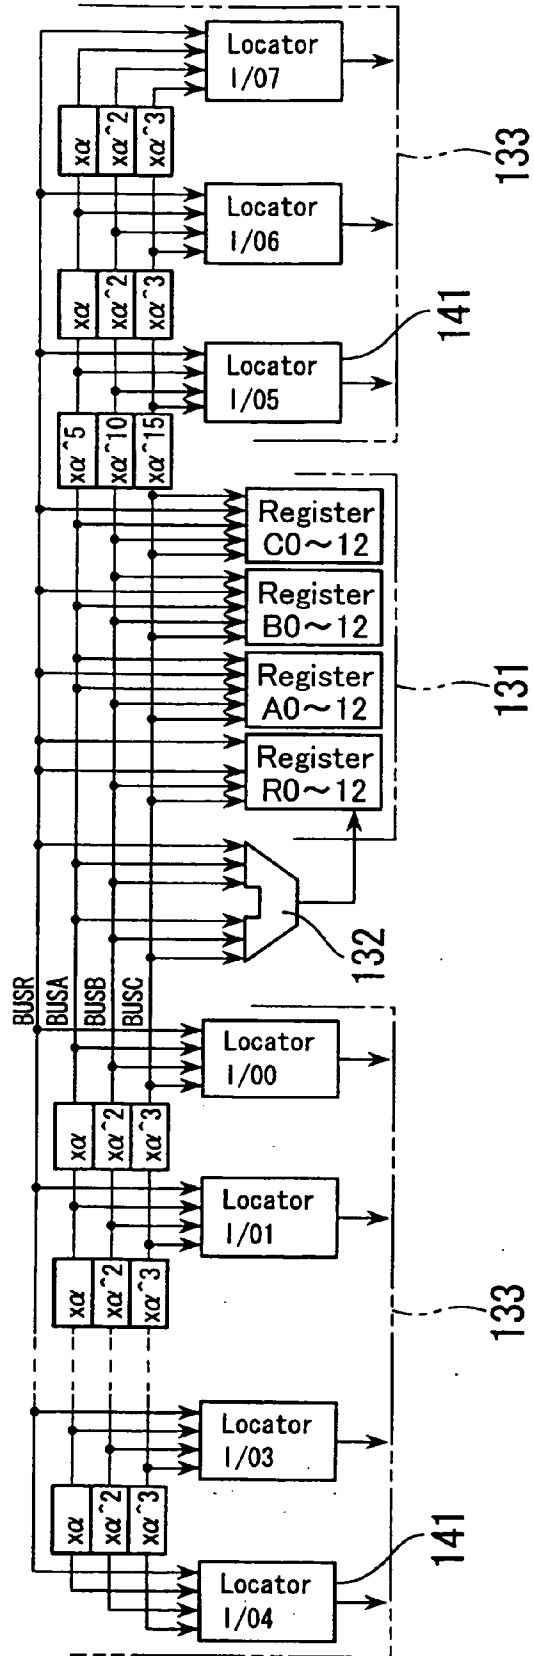 Locator
I/07
xα
xα^2
xα^3
133
Locator
I/06
xα
xα^2
xα^3
141
Locator
I/05
xα^5
xα^10
xα^15
Register
C0～12
Register
B0～12
131
Register
A0～12
Register
R0～12
132
BUSR
BUSA
BUSB
BUSC
Locator
I/00
xα
xα^2
xα^3
Locator
I/01
xα
xα^2
xα^3
133
Locator
I/03
xα
xα^2
xα^3
141
Locator
I/04